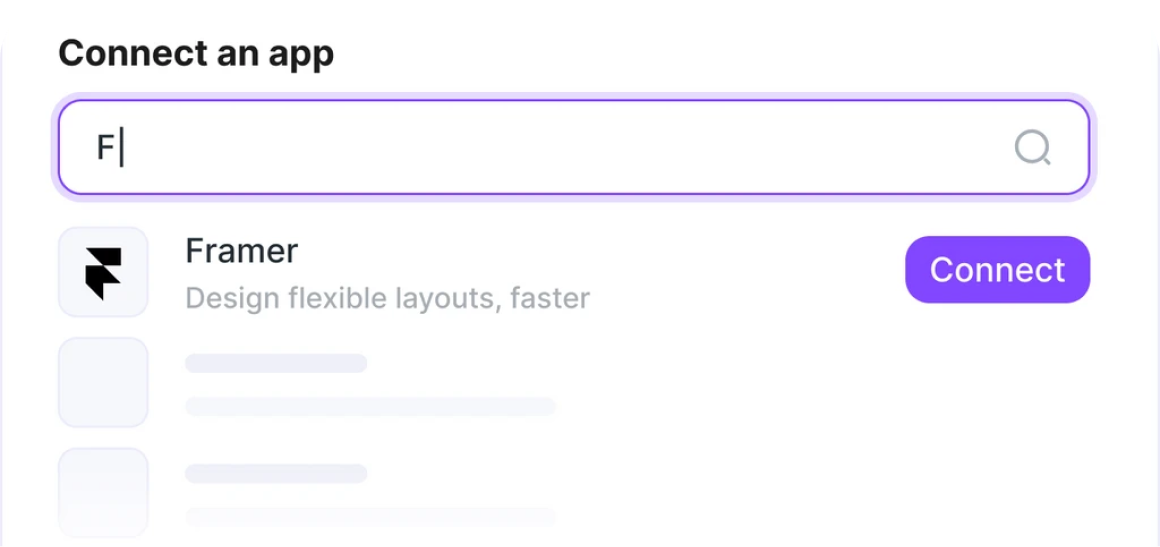 Connect an app
F
Framer
Connect
Design flexible layouts, faster